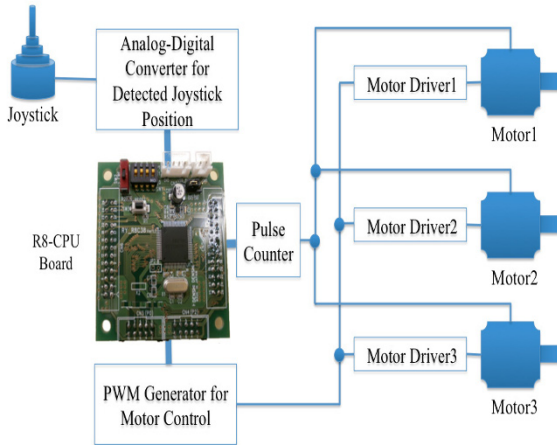 Joystick
Analog-Digital
Converter for
Detected Joystick
Position
R8-CPU
Board
Pulse
Counter
PWM Generator for
Motor Control
Motor Driver1
Motor1
Motor Driver2
Motor2
Motor Driver3
Motor3